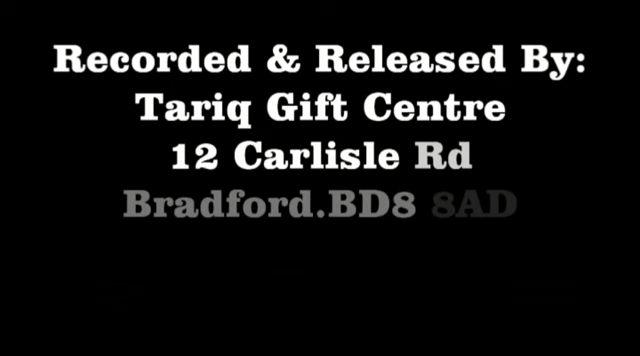 Recorded & Released By:
Tariq Gift Centre
12 Carlisle Rd
Bradford.BD8 8AD